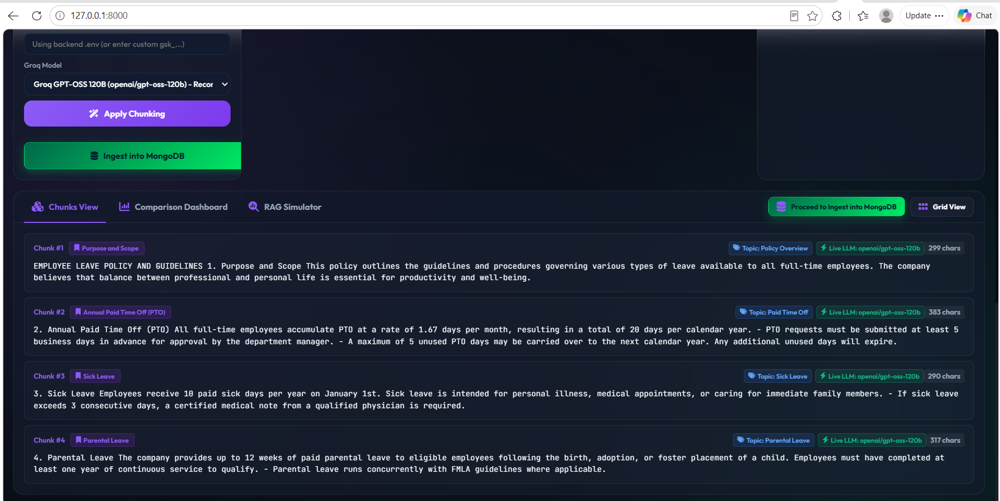 127.0.0.1:8000
Update
Chat
Using backend .env (or enter custom gsk_...)
Groq Model
Groq GPT-OSS 120B (openai/gpt-oss-120b) - Recor
Apply Chunking
Ingest into MongoDB
Chunks View
Comparison Dashboard
RAG Simulator
Proceed to Ingest into MongoDB
Grid View
Chunk #1 Purpose and Scope Topic: Policy Overview Live LLM: openai/gpt-oss-120b 299 chars
EMPLOYEE LEAVE POLICY AND GUIDELINES 1. Purpose and Scope This policy outlines the guidelines and procedures governing various types of leave available to all full-time employees. The company
believes that balance between professional and personal life is essential for productivity and well-being.
Chunk #2 Annual Paid Time Off (PTO) Topic: Paid Time Off Live LLM: openai/gpt-oss-120b 383 chars
2. Annual Paid Time Off (PTO) All full-time employees accumulate PTO at a rate of 1.67 days per month, resulting in a total of 20 days per calendar year. - PTO requests must be submitted at least 5
business days in advance for approval by the department manager. - A maximum of 5 unused PTO days may be carried over to the next calendar year. Any additional unused days will expire.
Chunk #3 Sick Leave Topic: Sick Leave Live LLM: openai/gpt-oss-120b 290 chars
3. Sick Leave Employees receive 10 paid sick days per year on January 1st. Sick leave is intended for personal illness, medical appointments, or caring for immediate family members. - If sick leave
exceeds 3 consecutive days, a certified medical note from a qualified physician is required.
Chunk #4 Parental Leave Topic: Parental Leave Live LLM: openai/gpt-oss-120b 317 chars
4. Parental Leave The company provides up to 12 weeks of paid parental leave to eligible employees following the birth, adoption, or foster placement of a child. Employees must have completed at
least one year of continuous service to qualify. - Parental leave runs concurrently with FMLA guidelines where applicable.